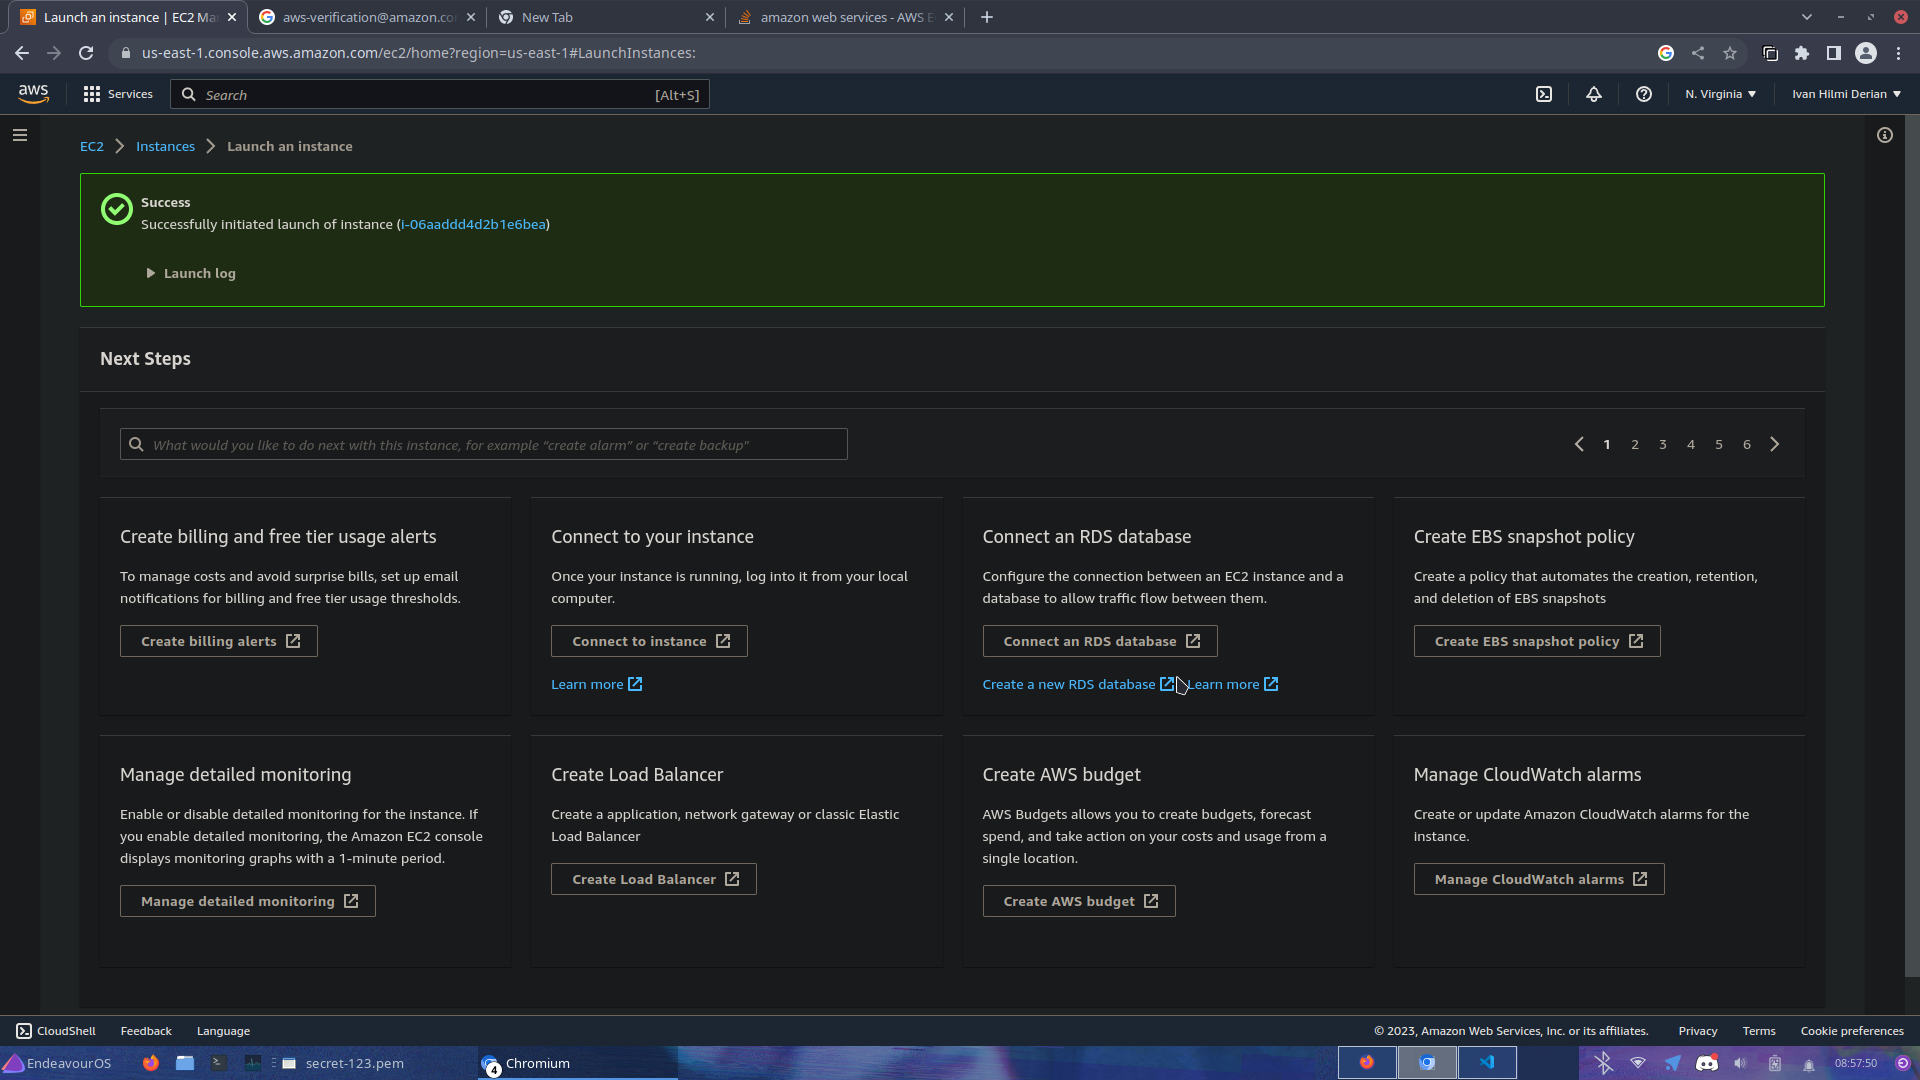 Launch an instance | EC2 Ma
aws-verification@amazon.co
New Tab
amazon web services - AWS E
us-east-1.console.aws.amazon.com/ec2/home?region=us-east-1#LaunchInstances:
aws
Services
Search
[Alt+S]
N. Virginia
Ivan Hilmi Derian
EC2
Instances
Launch an instance
Success
Successfully initiated launch of instance (i-06aaddd4d2b1e6bea)
Launch log
Next Steps
What would you like to do next with this instance, for example "create alarm" or "create backup"
1 2 3 4 5 6
Create billing and free tier usage alerts
To manage costs and avoid surprise bills, set up email
notifications for billing and free tier usage thresholds.
Create billing alerts
Connect to your instance
Once your instance is running, log into it from your local
computer.
Connect to instance
Learn more
Connect an RDS database
Configure the connection between an EC2 instance and a
database to allow traffic flow between them.
Connect an RDS database
Create a new RDS database
Learn more
Create EBS snapshot policy
Create a policy that automates the creation, retention,
and deletion of EBS snapshots
Create EBS snapshot policy
Manage detailed monitoring
Enable or disable detailed monitoring for the instance. If
you enable detailed monitoring, the Amazon EC2 console
displays monitoring graphs with a 1-minute period.
Manage detailed monitoring
Create Load Balancer
Create a application, network gateway or classic Elastic
Load Balancer
Create Load Balancer
Create AWS budget
AWS Budgets allows you to create budgets, forecast
spend, and take action on your costs and usage from a
single location.
Create AWS budget
Manage CloudWatch alarms
Create or update Amazon CloudWatch alarms for the
instance.
Manage CloudWatch alarms
CloudShell
Feedback
Language
© 2023, Amazon Web Services, Inc. or its affiliates.
Privacy
Terms
Cookie preferences
EndeavourOS
secret-123.pem
4
Chromium
08:57:50